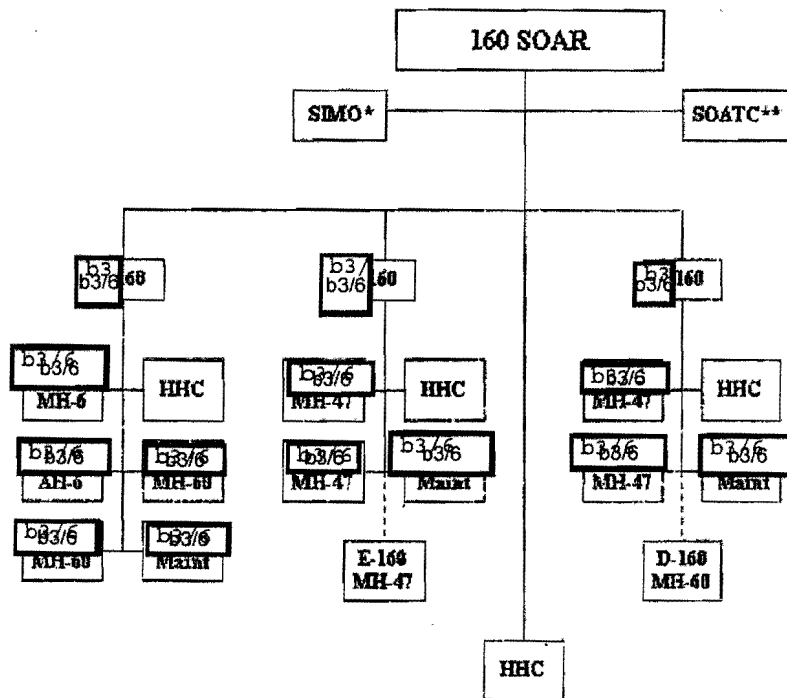 160 SOAR
SIMO*
SOATC**
b3/6
160
b3/6
160
b3/6
160
b3/6
MH-6
HHC
b3/6
MH-47
HHC
b3/6
MH-47
HHC
b3/6
AH-6
b3/6
MH-60
b3/6
MH-47
b3/6
Maint
b3/6
MH-47
b3/6
Maint
b3/6
MH-60
b3/6
Maint
E-160
MH-47
D-160
MH-60
HHC